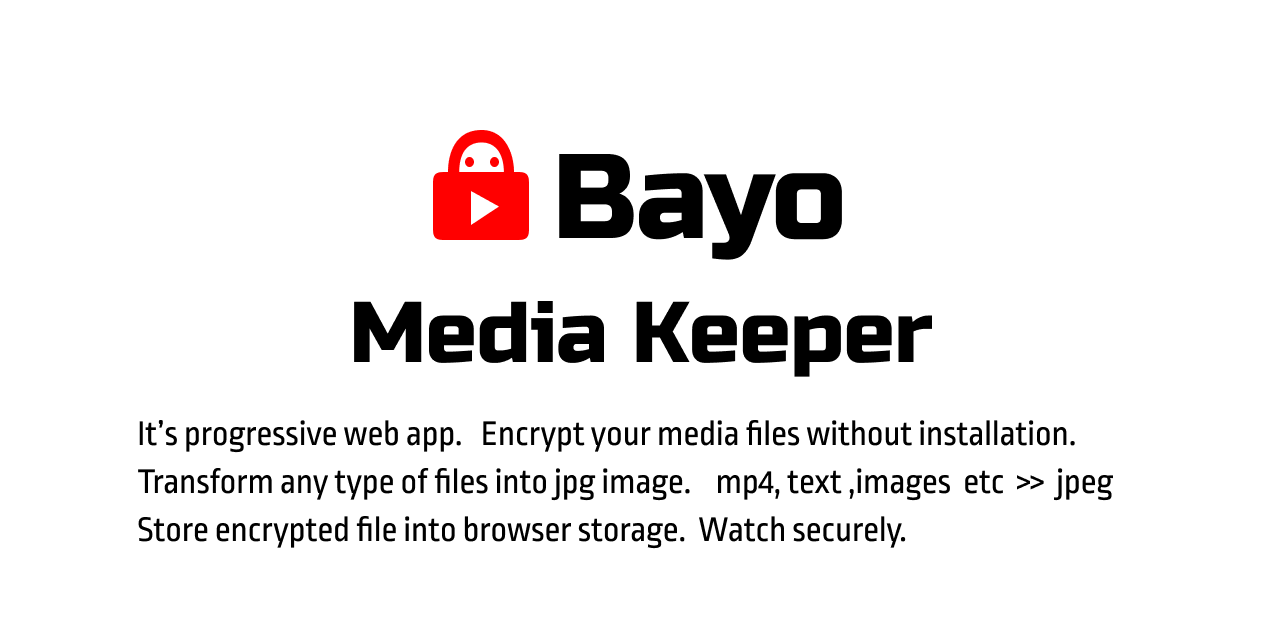 Bayo
Media Keeper
It’s progressive web app. Encrypt your media files without installation.
Transform any type of files into jpg image. mp4, text ,images etc >> jpeg
Store encrypted file into browser storage. Watch securely.